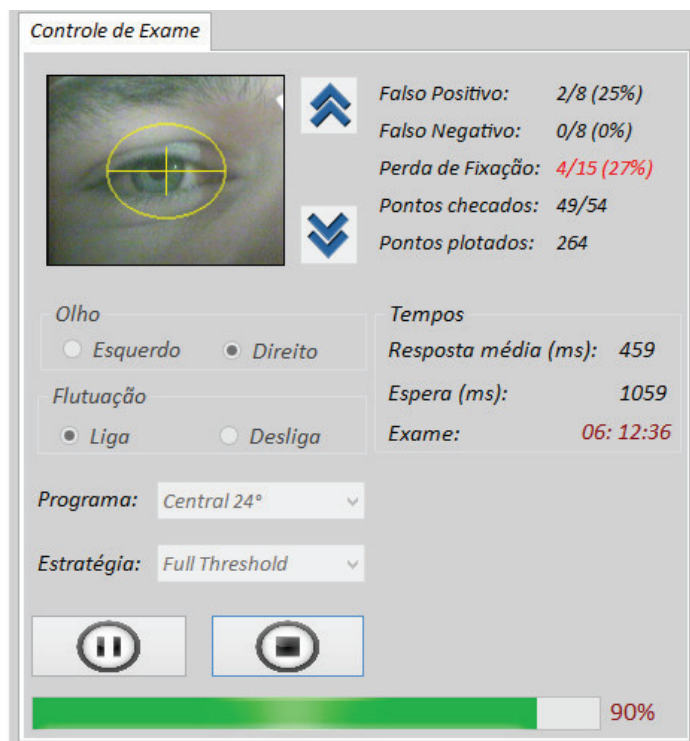 Controle de Exame
Falso Positivo: 2/8 (25%)
Falso Negativo: 0/8 (0%)
Perda de Fixação: 4/15 (27%)
Pontos checados: 49/54
Pontos plotados: 264
Olho
Esquerdo Direito
Flutuação
Liga Desliga
Tempos
Resposta média (ms): 459
Espera (ms): 1059
Exame: 06: 12:36
Programa: Central 24°
Estratégia: Full Threshold
90%